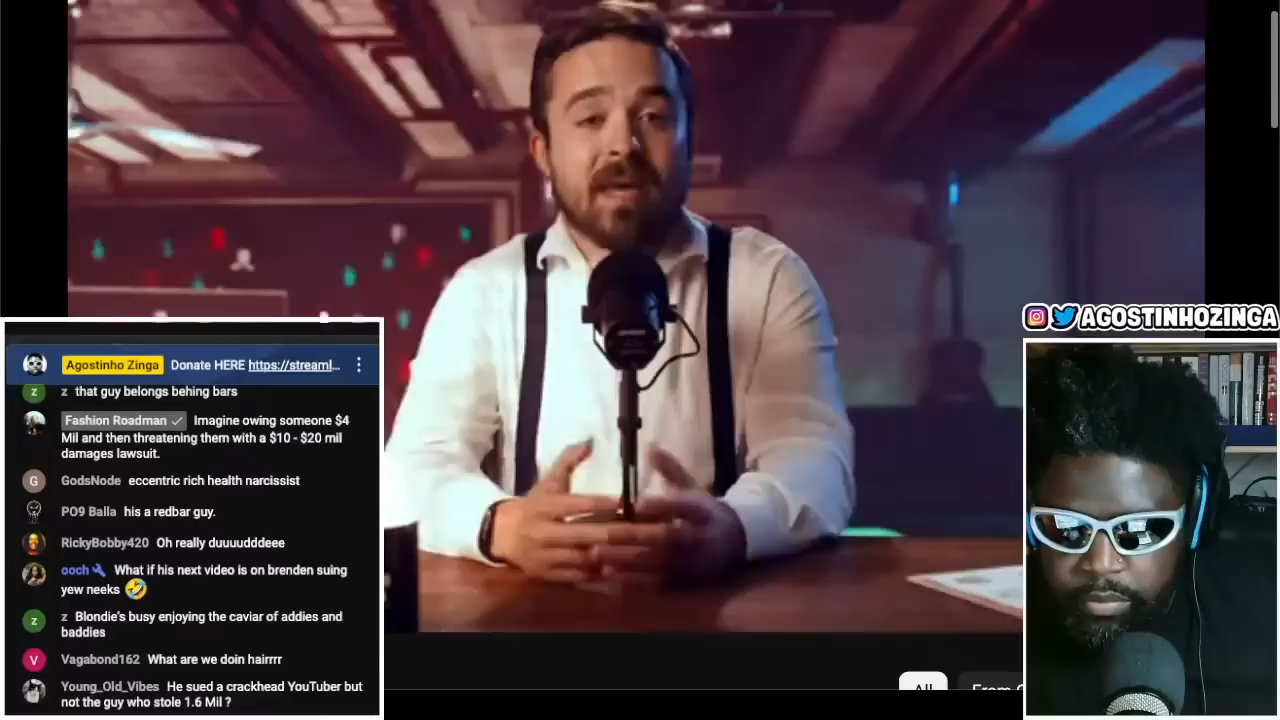 AGOSTINHOZINGA
Agostinho Zinga Donate HERE https://streaml...
Z z that guy belongs behing bars
Fashion Roadman Imagine owing someone $4
Mil and then threatening them with a $10 - $20 mil
damages lawsuit.
G GodsNode eccentric rich health narcissist
PO9 Balla his a redbar guy.
RickyBobby420 Oh really duuuudddeee
ooch What if his next video is on brenden suing
yew neeks
Z z Blondie's busy enjoying the caviar of addies and
baddies
V Vagabond162 What are we doin hairrrr
Young_Old_Vibes He sued a crackhead YouTuber but
not the guy who stole 1.6 Mil ?
All